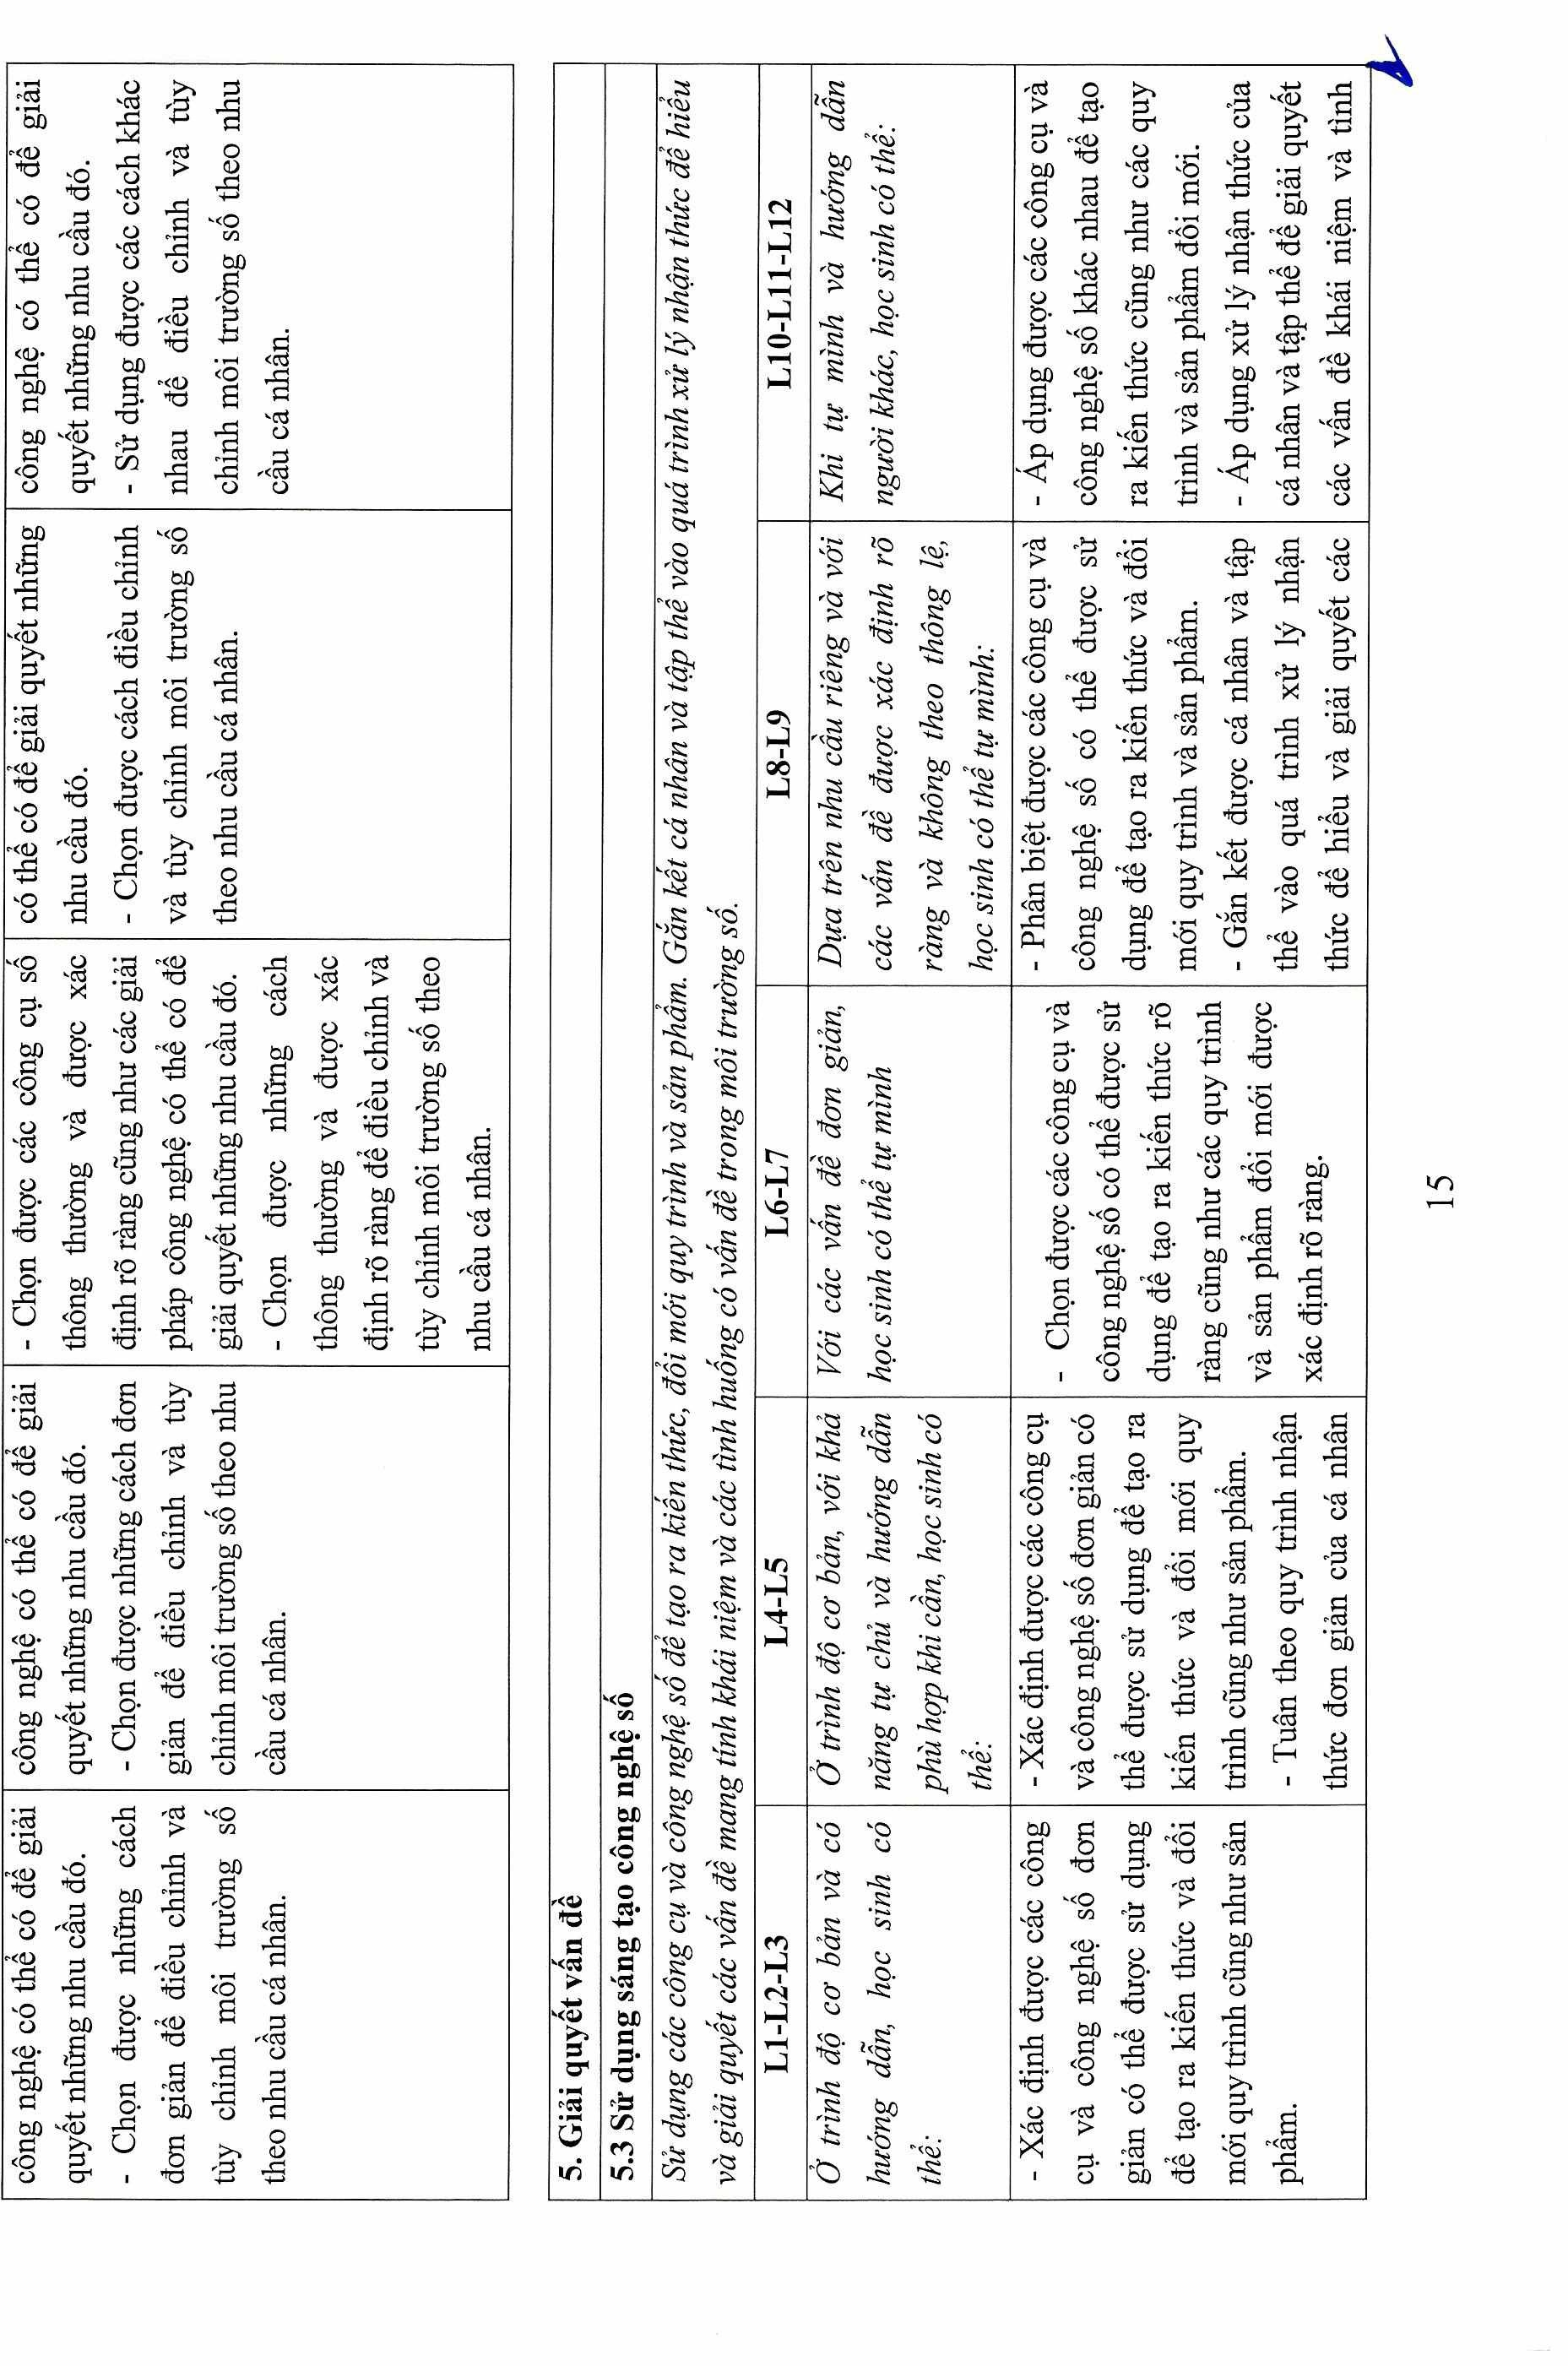 công nghệ có thể có để giải
quyết những nhu cầu đó.
- Chọn được những cách
đơn giản để điều chỉnh và
tùy chỉnh môi trường số
theo nhu cầu cá nhân.
công nghệ có thể có để giải
quyết những nhu cầu đó.
- Chọn được những cách đơn
giản để điều chỉnh và tùy
chỉnh môi trường số theo nhu
cầu cá nhân.
- Chọn được các công cụ số
thông thường và được xác
định rõ ràng cũng như các giải
pháp công nghệ có thể có để
giải quyết những nhu cầu đó.
- Chọn được những cách
thông thường và được xác
định rõ ràng để điều chỉnh và
tùy chỉnh môi trường số theo
nhu cầu cá nhân.
có thể có để giải quyết những
nhu cầu đó.
- Chọn được cách điều chỉnh
và tùy chỉnh môi trường số
theo nhu cầu cá nhân.
công nghệ có thể có để giải
quyết những nhu cầu đó.
- Sử dụng được các cách khác
nhau để điều chỉnh và tùy
chỉnh môi trường số theo nhu
cầu cá nhân.
5. Giải quyết vấn đề
5.3 Sử dụng sáng tạo công nghệ số
Sử dụng các công cụ và công nghệ số để tạo ra kiến thức, đổi mới quy trình và sản phẩm. Gắn kết cá nhân và tập thể vào quá trình xử lý nhận thức để hiểu
và giải quyết các vấn đề mang tính khái niệm và các tình huống có vấn đề trong môi trường số.
L1-L2-L3
L4-L5
L6-L7
L8-L9
L10-L11-L12
Ở trình độ cơ bản và có
hướng dẫn, học sinh có
thể:
Ở trình độ cơ bản, với khả
năng tự chủ và hướng dẫn
phù hợp khi cần, học sinh có
thể:
Với các vấn đề đơn giản,
học sinh có thể tự mình
Dựa trên nhu cầu riêng và với
các vấn đề được xác định rõ
ràng và không theo thông lệ,
học sinh có thể tự mình:
Khi tự mình và hướng dẫn
người khác, học sinh có thể:
- Xác định được các công
cụ và công nghệ số đơn
giản có thể được sử dụng
để tạo ra kiến thức và đổi
mới quy trình cũng như sản
phẩm.
- Xác định được các công cụ
và công nghệ số đơn giản có
thể được sử dụng để tạo ra
kiến thức và đổi mới quy
trình cũng như sản phẩm.
- Tuân theo quy trình nhận
thức đơn giản của cá nhân
- Chọn được các công cụ và
công nghệ số có thể được sử
dụng để tạo ra kiến thức rõ
ràng cũng như các quy trình
và sản phẩm đổi mới được
xác định rõ ràng.
- Phân biệt được các công cụ và
công nghệ số có thể được sử
dụng để tạo ra kiến thức và đổi
mới quy trình và sản phẩm.
- Gắn kết được cá nhân và tập
thể vào quá trình xử lý nhận
thức để hiểu và giải quyết các
- Áp dụng được các công cụ và
công nghệ số khác nhau để tạo
ra kiến thức cũng như các quy
trình và sản phẩm đổi mới.
- Áp dụng xử lý nhận thức của
cá nhân và tập thể để giải quyết
các vấn đề khái niệm và tình
15